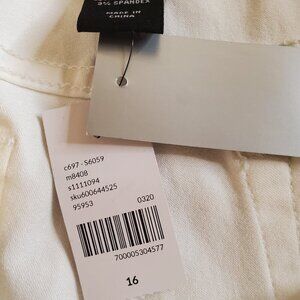 3% SPANDEX
MADE IN
CHINA
c697 - S6059
m8408
s1111094
sku600644525
95953
0320
700005304577
16